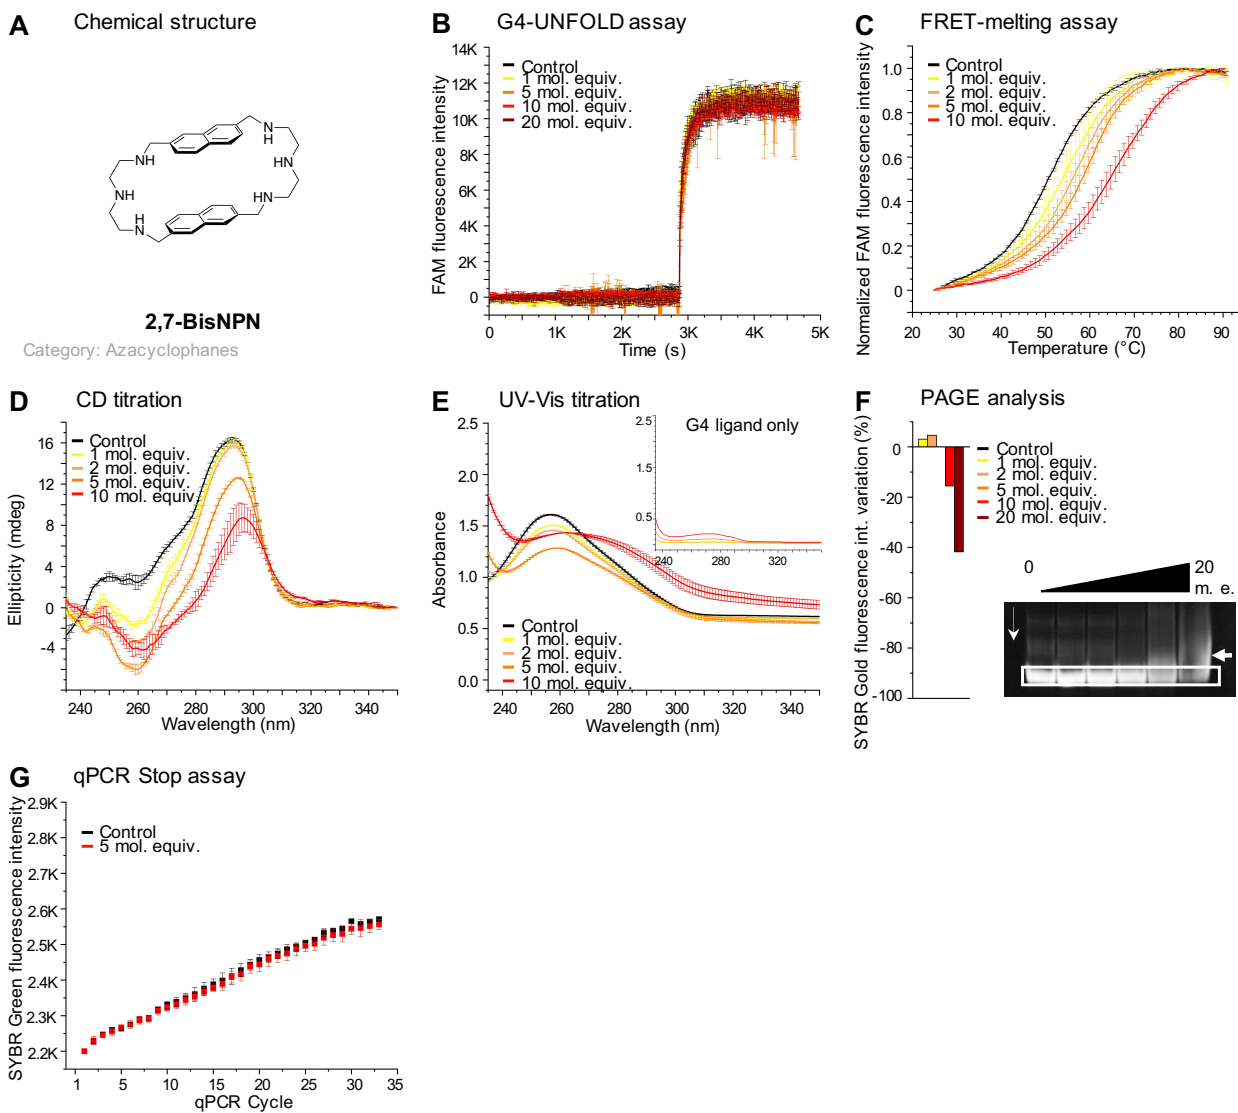 A Chemical structure
NH
NH
NH
NH
NH
NH
2,7-BisNPN
Category: Azacyclophanes
B G4-UNFOLD assay
FAM fluorescence intensity
14K
12K
10K
8K
6K
4K
2K
0
Control
1 mol. equiv.
5 mol. equiv.
10 mol. equiv.
20 mol. equiv.
0 1K 2K 3K 4K 5K
Time (s)
C FRET-melting assay
Normalized FAM fluorescence intensity
1.0
0.8
0.6
0.4
0.2
0
Control
1 mol. equiv.
2 mol. equiv.
5 mol. equiv.
10 mol. equiv.
20 30 40 50 60 70 80 90
Temperature (°C)
D CD titration
Ellipticity (mdeg)
16
12
8
4
0
-4
Control
1 mol. equiv.
2 mol. equiv.
5 mol. equiv.
10 mol. equiv.
240 260 280 300 320 340
Wavelength (nm)
E UV-Vis titration
Absorbance
2.5
2.0
1.5
1.0
0.5
0.0
G4 ligand only
2.5
1.5
0.5
240 280 320
Control
1 mol. equiv.
2 mol. equiv.
5 mol. equiv.
10 mol. equiv.
240 260 280 300 320 340
Wavelength (nm)
F PAGE analysis
SYBR Gold fluorescence int. variation (%)
0
-20
-40
-60
-80
-100
Control
1 mol. equiv.
2 mol. equiv.
5 mol. equiv.
10 mol. equiv.
20 mol. equiv.
0 20
m. e.
G qPCR Stop assay
SYBR Green fluorescence intensity
2.9K
2.8K
2.7K
2.6K
2.5K
2.4K
2.3K
2.2K
Control
5 mol. equiv.
1 5 10 15 20 25 30 35
qPCR Cycle